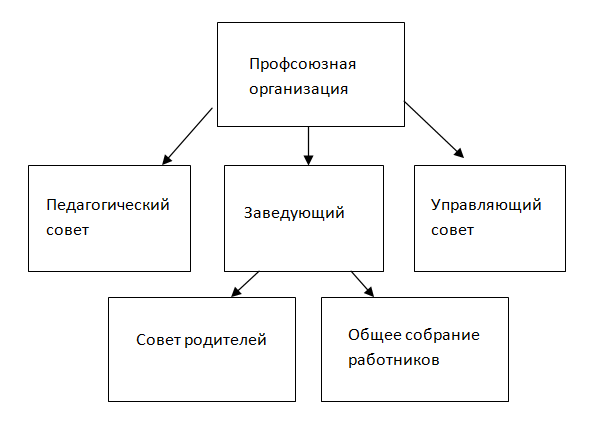 Профсоюзная
организация
Педагогический
совет
Заведующий
Управляющий
совет
Совет родителей
Общее собрание
работников